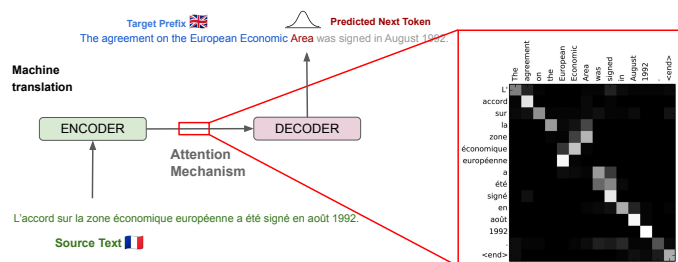 Target Prefix
Predicted Next Token
The agreement on the European Economic Area was signed in August 1992.
Machine
translation
ENCODER
DECODER
Attention
Mechanism
L'accord sur la zone économique européenne a été signé en août 1992.
Source Text
The
agreement
on
the
European
Economic
Area
was
signed
in
August
1992
.
<end>
L'
accord
sur
la
zone
économique
européenne
a
été
signé
en
août
1992
.
<end>